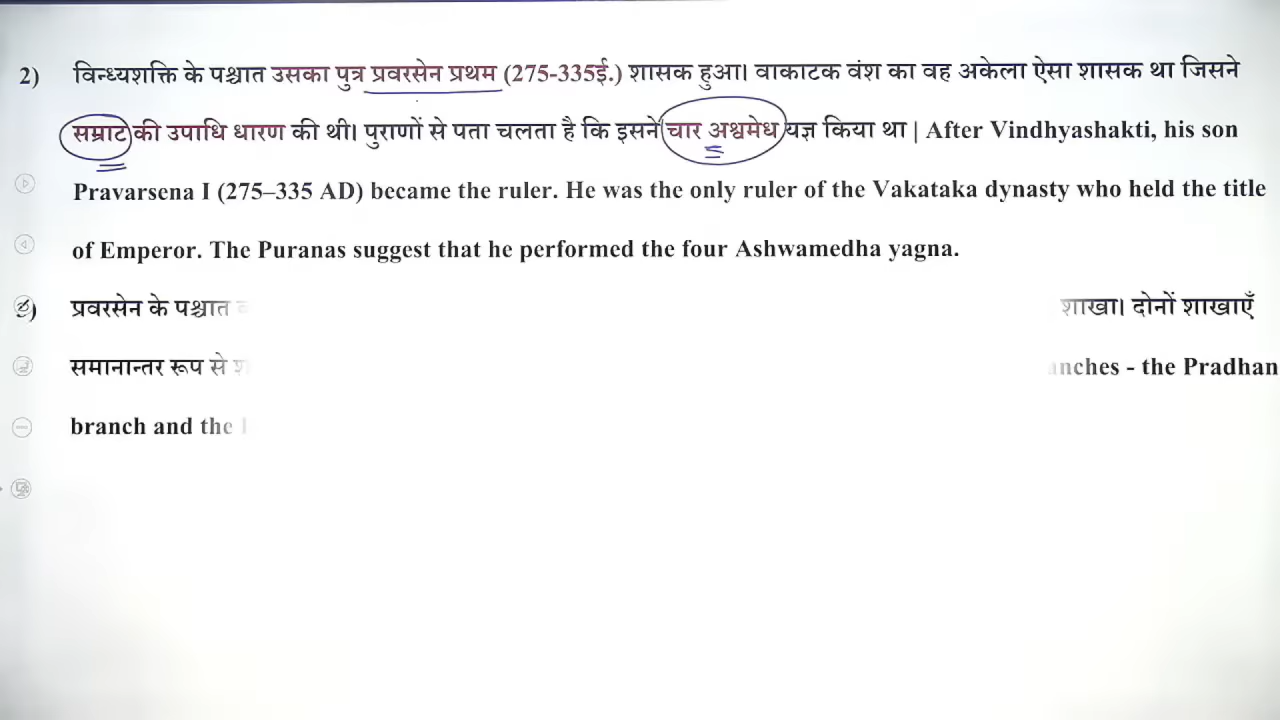 2) विन्ध्यशक्ति के पश्चात उसका पुत्र प्रवरसेन प्रथम (275-335ई.) शासक हुआ। वाकाटक वंश का वह अकेला ऐसा शासक था जिसने
सम्राट की उपाधि धारण की थी। पुराणों से पता चलता है कि इसने चार अश्वमेध यज्ञ किया था | After Vindhyashakti, his son
Pravarsena I (275–335 AD) became the ruler. He was the only ruler of the Vakataka dynasty who held the title
of Emperor. The Puranas suggest that he performed the four Ashwamedha yagna.
प्रवरसेन के पश्चात शाखा। दोनों शाखाएँ
समानान्तर रूप से - the Pradhan
branch and the